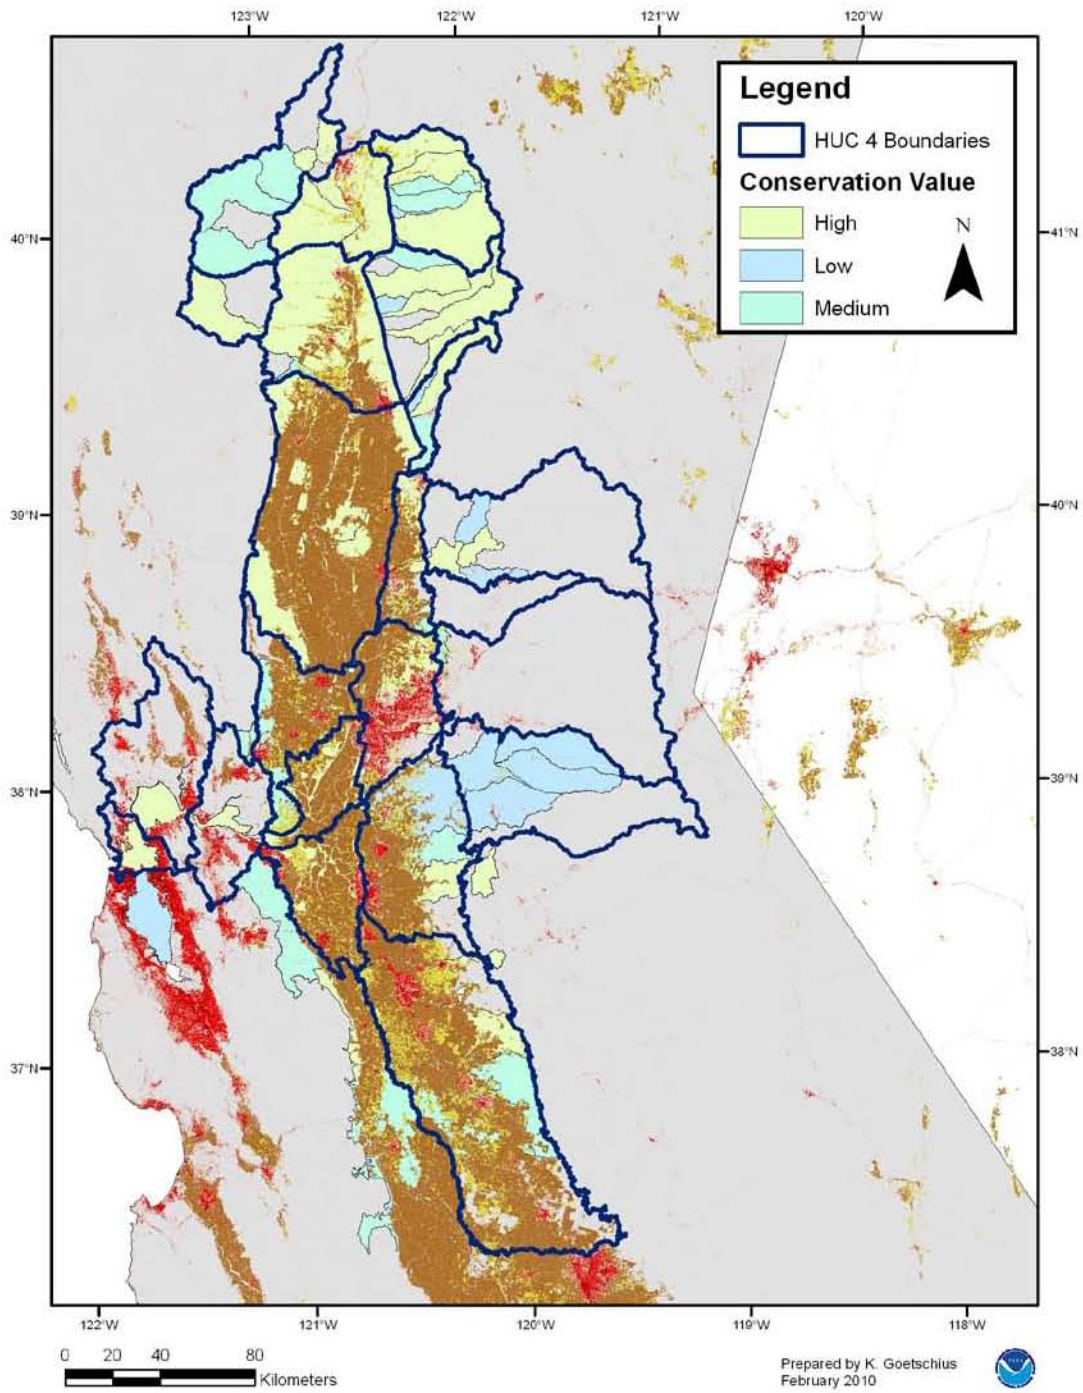 123°W 122°W 121°W 120°W
Legend
HUC 4 Boundaries
Conservation Value
High
Low
Medium
N
40°N 41°N
39°N 40°N
38°N 39°N
37°N 38°N
122°W 121°W 120°W 119°W 118°W
0 20 40 80
Kilometers
Prepared by K. Goetschius
February 2010